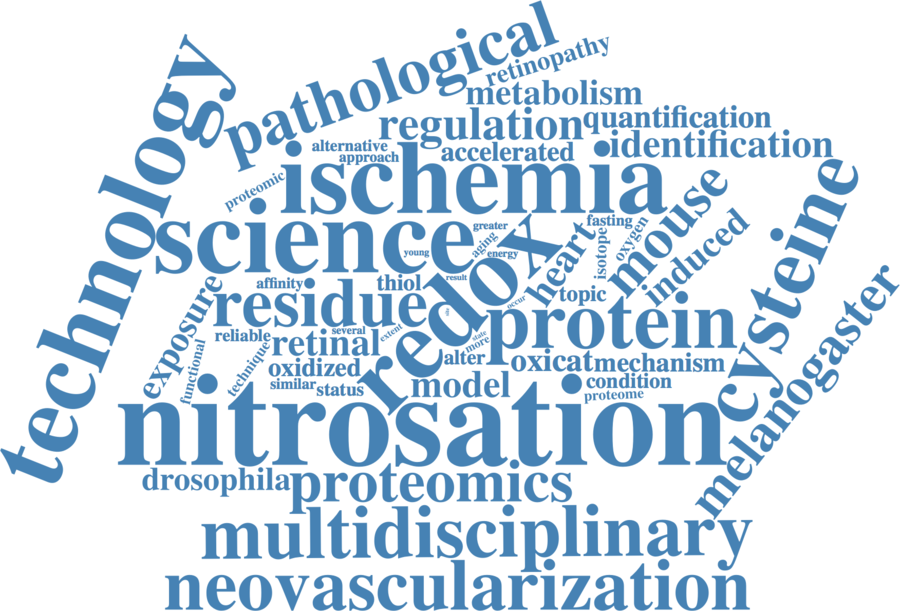 technology
pathological
retinopathy
metabolism
regulation
quantification
alternative
approach
accelerated
identification
proteomic
ischemia
science
greater
aging
young
energy
result
redox
heart
fasting
isotope
oxygen
mouse
induced
cysteine
exposure
affinity
thiol
residue
occur
topic
protein
reliable
several
extent
retinal
state
more
alter
oxicat
mechanism
functional
technique
oxidized
similar
status
model
condition
proteome
melanogaster
nitrosation
drosophila
proteomics
multidisciplinary
neovascularization